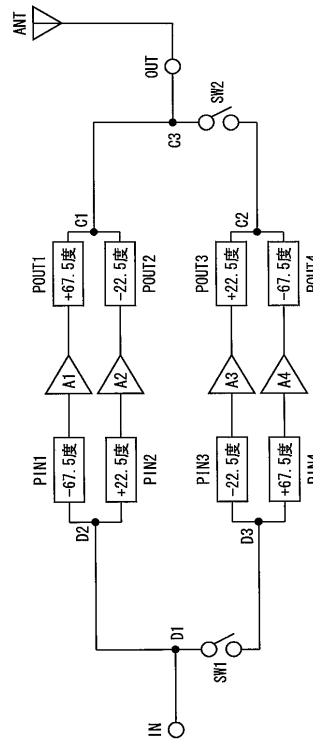 ANT
OUT
C3
SW2
C1
C2
POUT1
+67.5度
-22.5度
POUT2
POUT3
+22.5度
-67.5度
POUT4
A1
A2
A3
A4
PIN1
-67.5度
+22.5度
PIN2
PIN3
-22.5度
+67.5度
PIN4
D2
D3
D1
SW1
IN